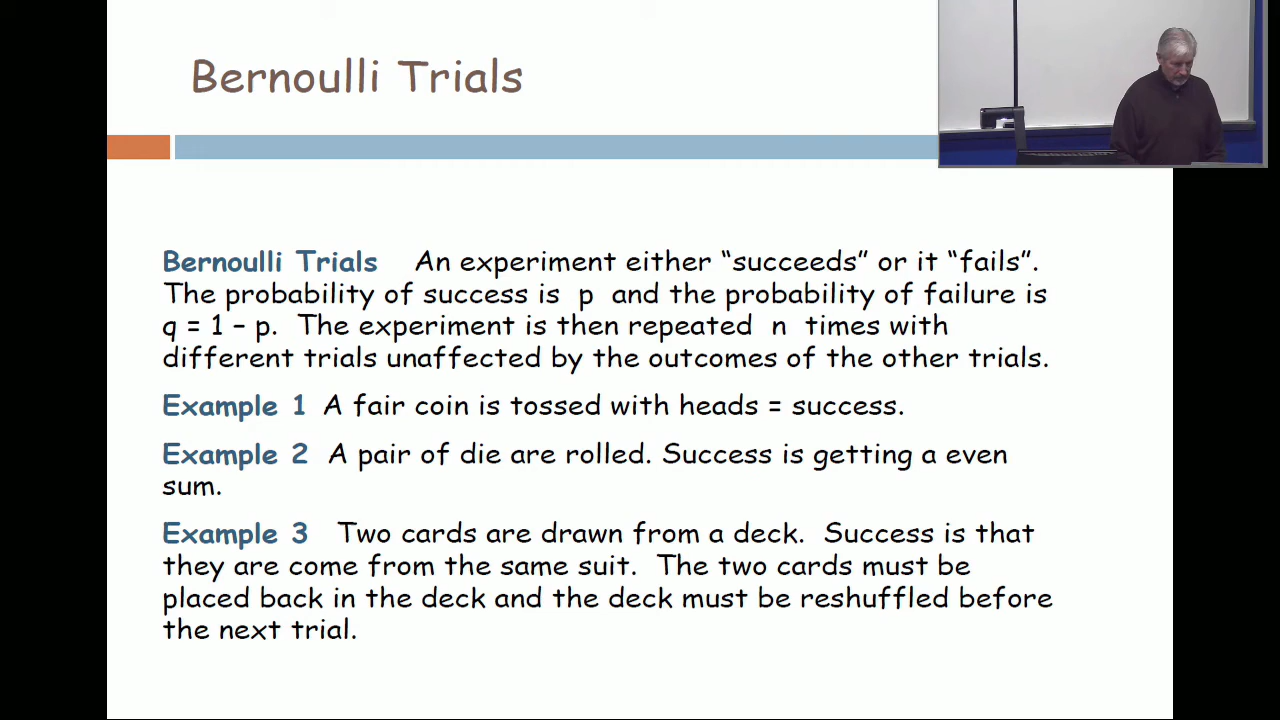 Bernoulli Trials
Bernoulli Trials An experiment either “succeeds” or it “fails”.
The probability of success is p and the probability of failure is
q = 1 – p. The experiment is then repeated n times with
different trials unaffected by the outcomes of the other trials.
Example 1 A fair coin is tossed with heads = success.
Example 2 A pair of die are rolled. Success is getting a even
sum.
Example 3 Two cards are drawn from a deck. Success is that
they are come from the same suit. The two cards must be
placed back in the deck and the deck must be reshuffled before
the next trial.